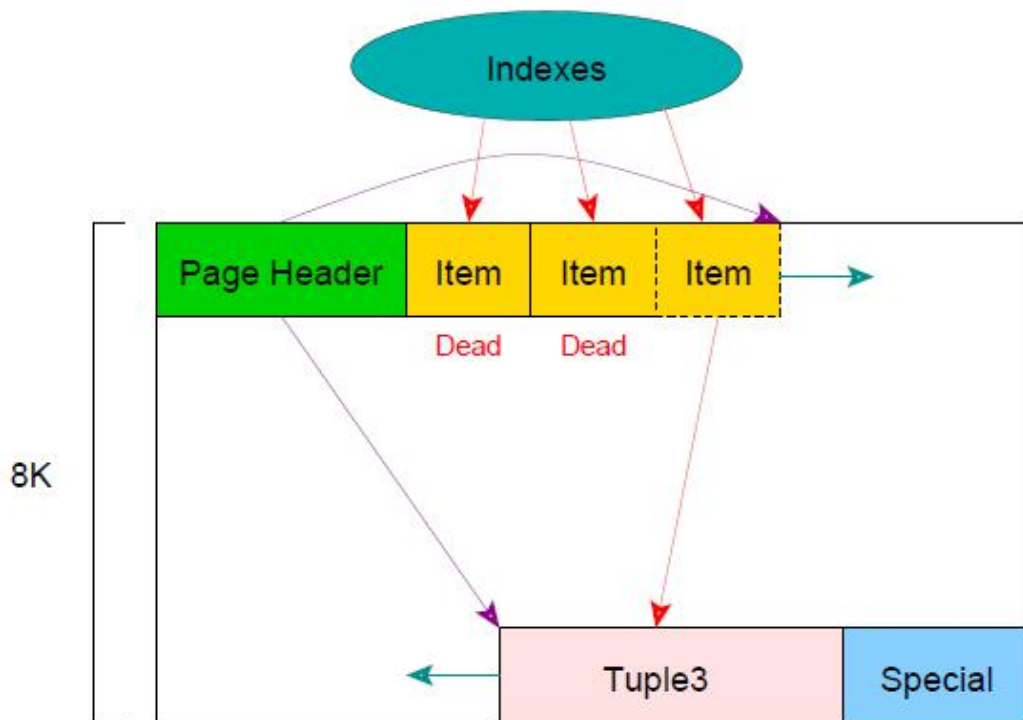 Indexes
Page Header Item Item Item
Dead Dead
8K
Tuple3 Special